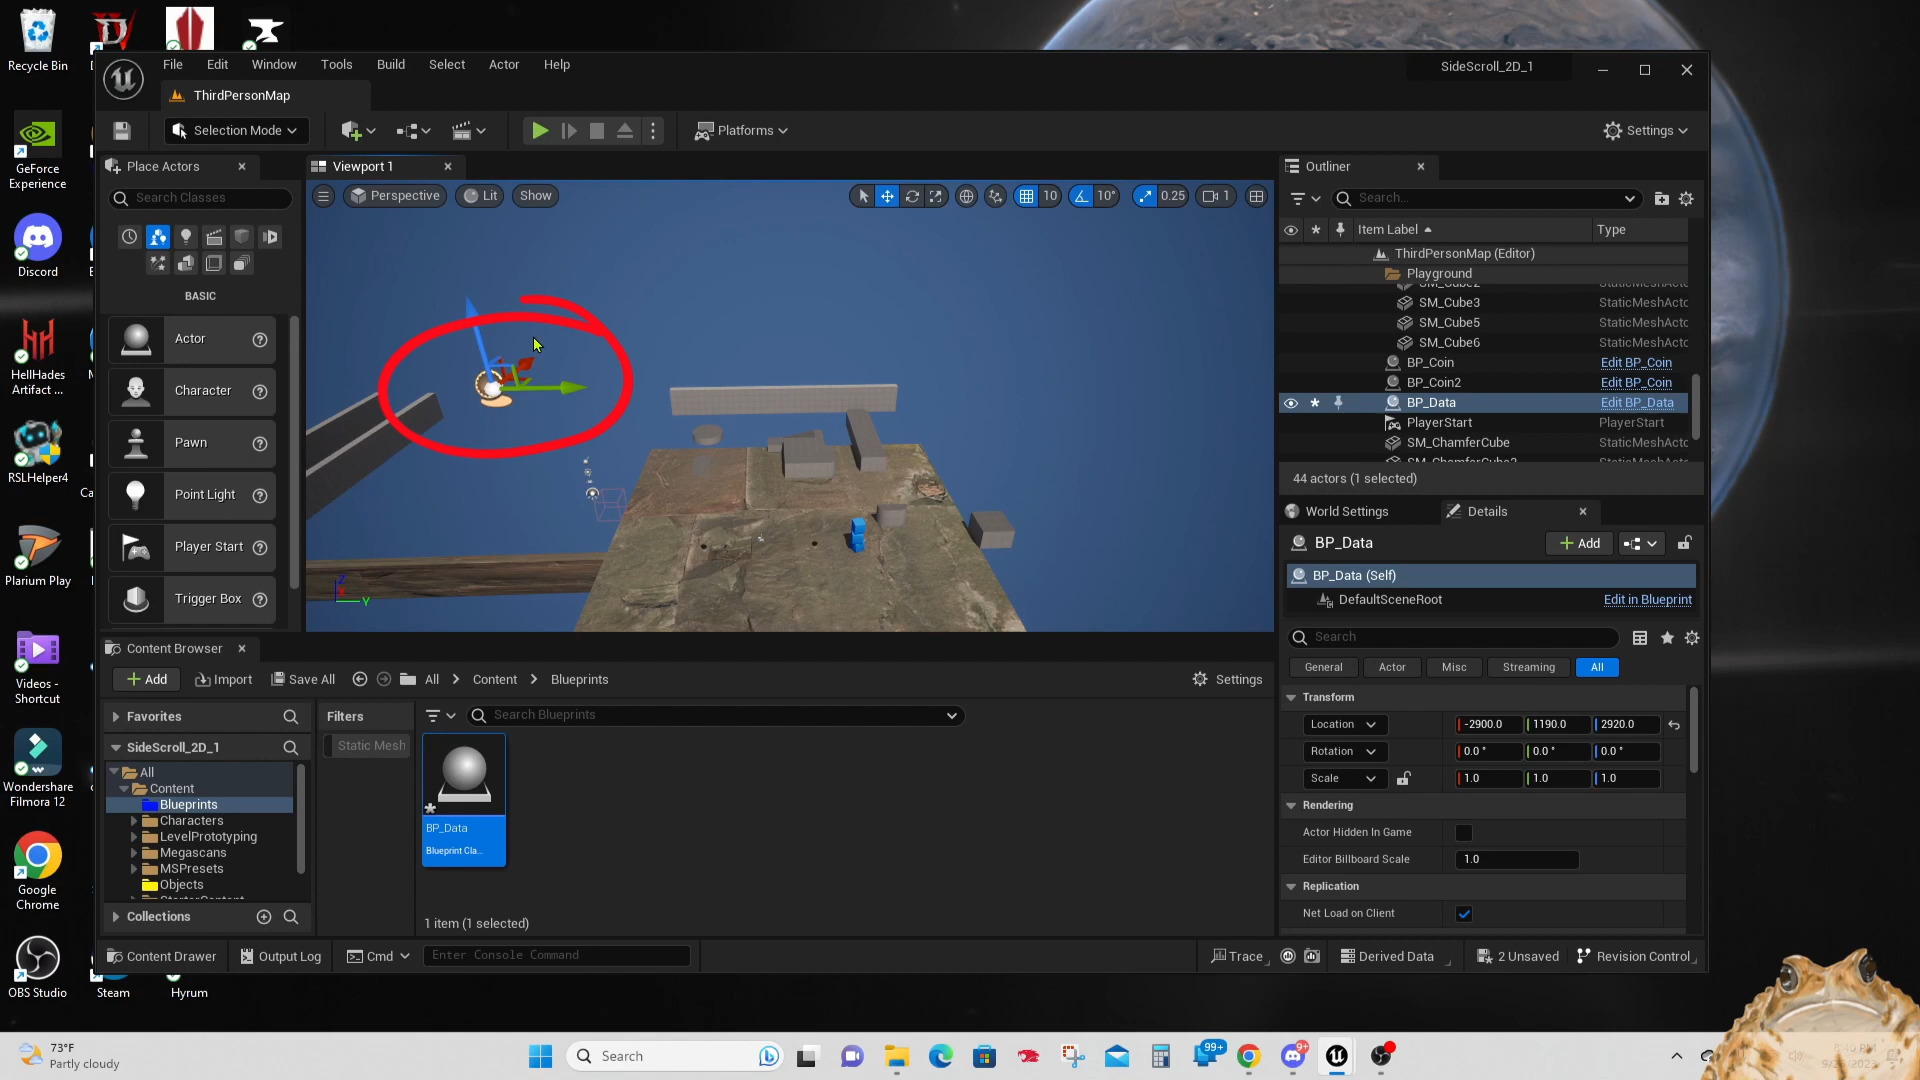 Recycle Bin
File Edit Window Tools Build Select Actor Help
SideScroll_2D_1
ThirdPersonMap
Selection Mode
Platforms
Settings
Place Actors
Viewport 1
Outliner
Search Classes
Perspective
Lit
Show
10
10°
0.25
1
Search...
Item Label
Type
ThirdPersonMap (Editor)
Playground
SM_Cube2
SM_Cube3 StaticMeshActo
SM_Cube5 StaticMeshActo
SM_Cube6 StaticMeshActo
BP_Coin Edit BP_Coin
BP_Coin2 Edit BP_Coin
BP_Data Edit BP_Data
PlayerStart PlayerStart
SM_ChamferCube StaticMeshActo
44 actors (1 selected)
GeForce
Experience
Discord
HellHades
Artifact ...
RSLHelper4
Plarium Play
Videos -
Shortcut
Wondershare
Filmora 12
Google
Chrome
OBS Studio
Steam
Hyrum
BASIC
Actor
Character
Pawn
Point Light
Player Start
Trigger Box
Z
Y
World Settings
Details
BP_Data
Add
BP_Data (Self)
DefaultSceneRoot Edit in Blueprint
Search
General Actor Misc Streaming All
Transform
Location -2900.0 1190.0 2920.0
Rotation 0.0 ° 0.0 ° 0.0 °
Scale 1.0 1.0 1.0
Rendering
Actor Hidden In Game
Editor Billboard Scale 1.0
Replication
Net Load on Client
Content Browser
Add Import Save All All > Content > Blueprints Settings
Favorites
Filters
Search Blueprints
SideScroll_2D_1
Static Mesh
All
Content
Blueprints
Characters
LevelPrototyping
Megascans
MSPresets
Objects
Collections
BP_Data
Blueprint Cla...
1 item (1 selected)
Content Drawer Output Log Cmd Enter Console Command Trace Derived Data 2 Unsaved Revision Control
73°F
Partly cloudy
Search
99+
9+